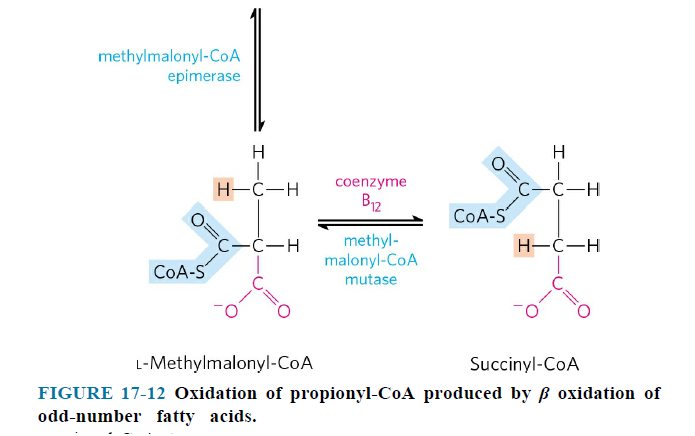 methylmalonyl-CoA
epimerase
H
H–C–H
O
C–C–H
CoA-S
C
⁻O O
L-Methylmalonyl-CoA
coenzyme
B₁₂
methyl-
malonyl-CoA
mutase
H
O
C–C–H
CoA-S
H–C–H
C
⁻O O
Succinyl-CoA
FIGURE 17-12 Oxidation of propionyl-CoA produced by β oxidation of
odd-number fatty acids.